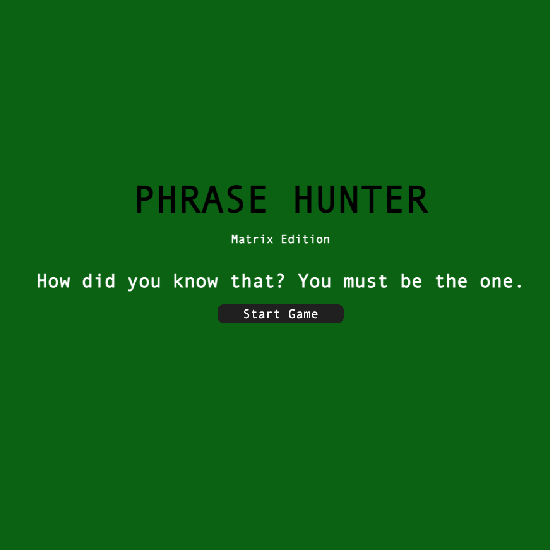 PHRASE HUNTER
Matrix Edition
How did you know that? You must be the one.
Start Game